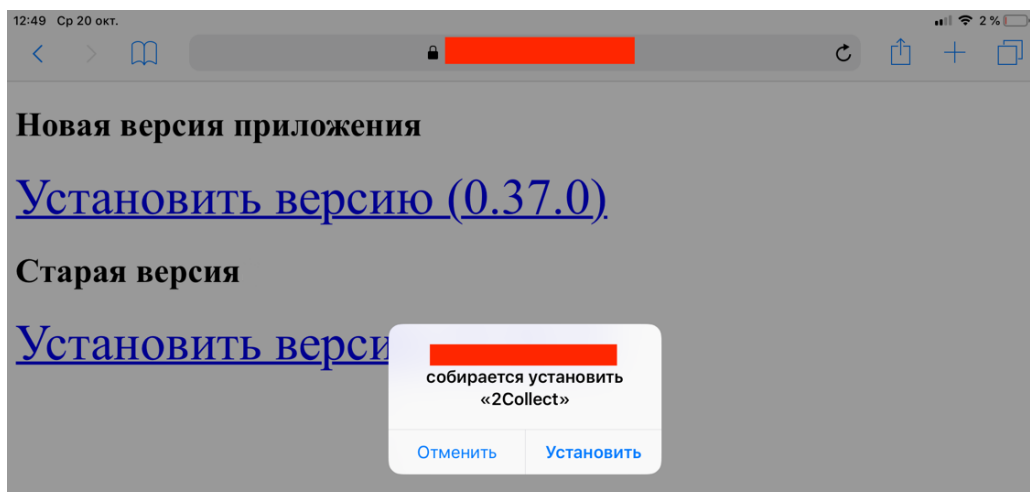 12:49 Ср 20 окт.
2 %
Новая версия приложения
Установить версию (0.37.0)
Старая версия
Установить верси
собирается установить
«2Collect»
Отменить
Установить